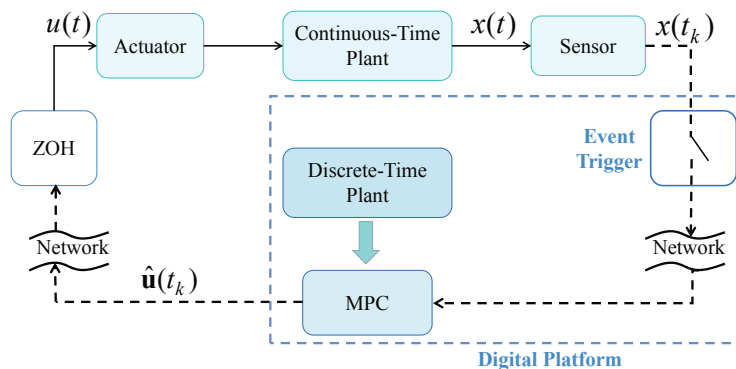 u(t)
Actuator
Continuous-Time
Plant
x(t)
Sensor
x(t_k)
ZOH
Event
Trigger
Discrete-Time
Plant
Network
Network
û(t_k)
MPC
Digital Platform